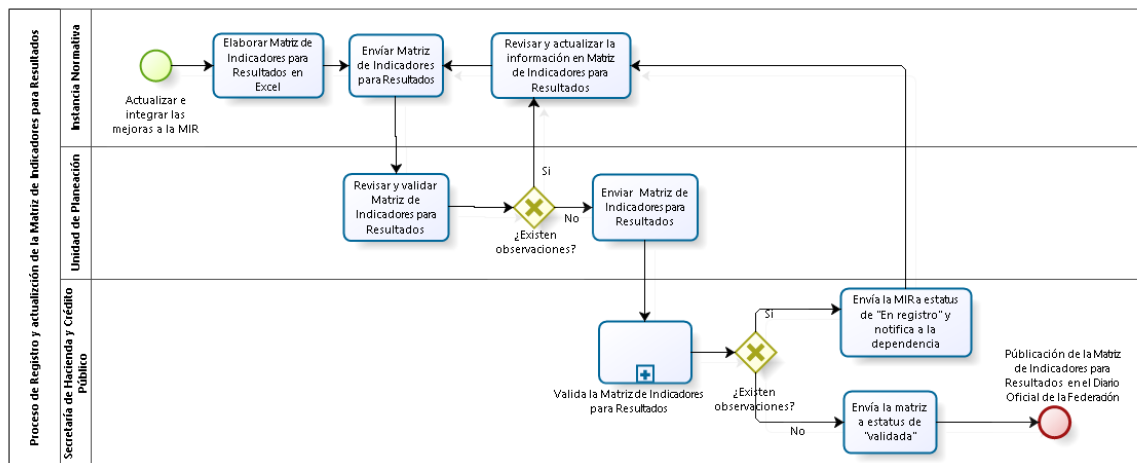 Proceso de Registro y actualizción de la Matriz de Indicadores para Resultados
Instancia Normativa
Actualizar e
integrar las
mejoras a la MIR
Elaborar Matriz de
Indicadores para
Resultados en
Excel
Envíar Matriz
de Indicadores
para Resultados
Revisar y actualizar la
información en Matriz
de Indicadores para
Resultados
Unidad de Planeación
Revisar y validar
Matriz de
Indicadores para
Resultados
Si
No
¿Existen
observaciones?
Enviar Matriz de
Indicadores para
Resultados
Secretaría de Hacienda y Crédito
Público
Valida la Matriz de Indicadores
para Resultados
Si
¿Existen
observaciones?
No
Envía la MIR a estatus
de "En registro" y
notifica a la
dependencia
Envía la matriz
a estatus de
"validada"
Públicación de la Matriz
de Indicadores para
Resultados en el Diario
Oficial de la Federación